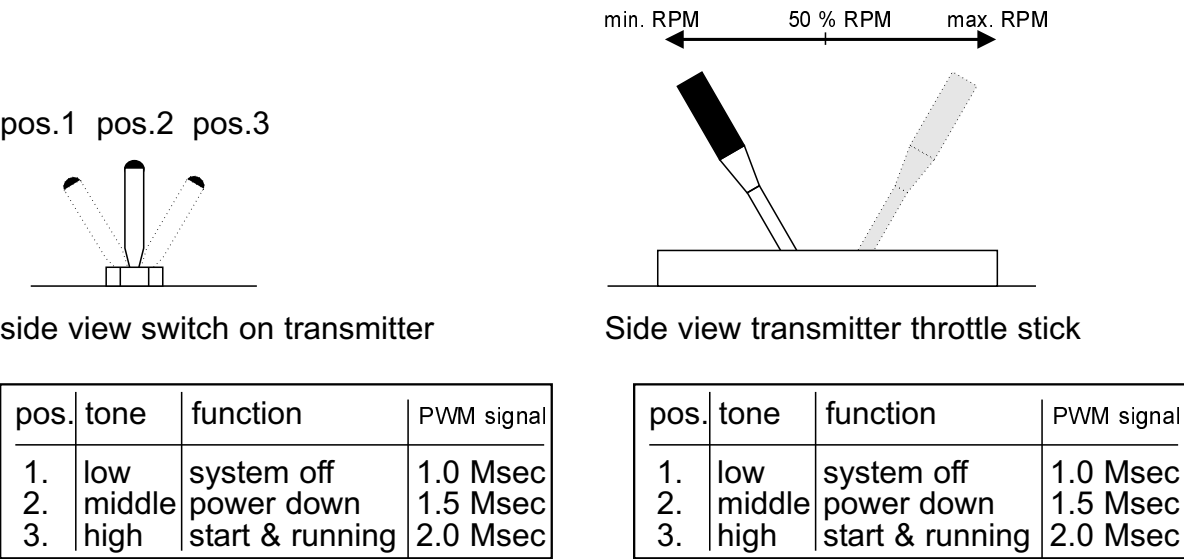 min. RPM 50 % RPM max. RPM
pos.1 pos.2 pos.3
side view switch on transmitter
Side view transmitter throttle stick
pos. tone function PWM signal
1. low system off 1.0 Msec
2. middle power down 1.5 Msec
3. high start & running 2.0 Msec
pos. tone function PWM signal
1. low system off 1.0 Msec
2. middle power down 1.5 Msec
3. high start & running 2.0 Msec